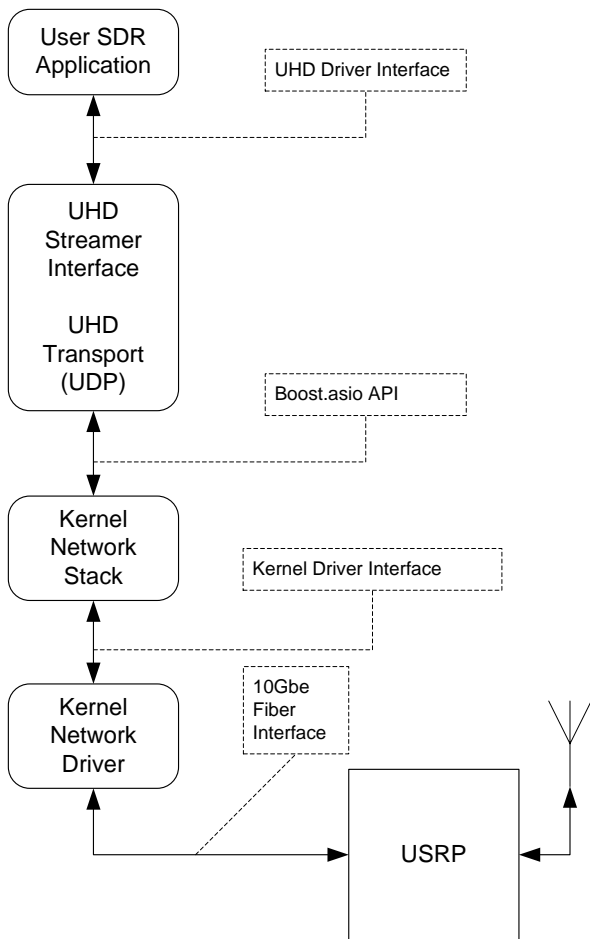 User SDR
Application
UHD Driver Interface
UHD
Streamer
Interface
UHD
Transport
(UDP)
Boost.asio API
Kernel
Network
Stack
Kernel Driver Interface
10Gbe
Fiber
Interface
Kernel
Network
Driver
USRP